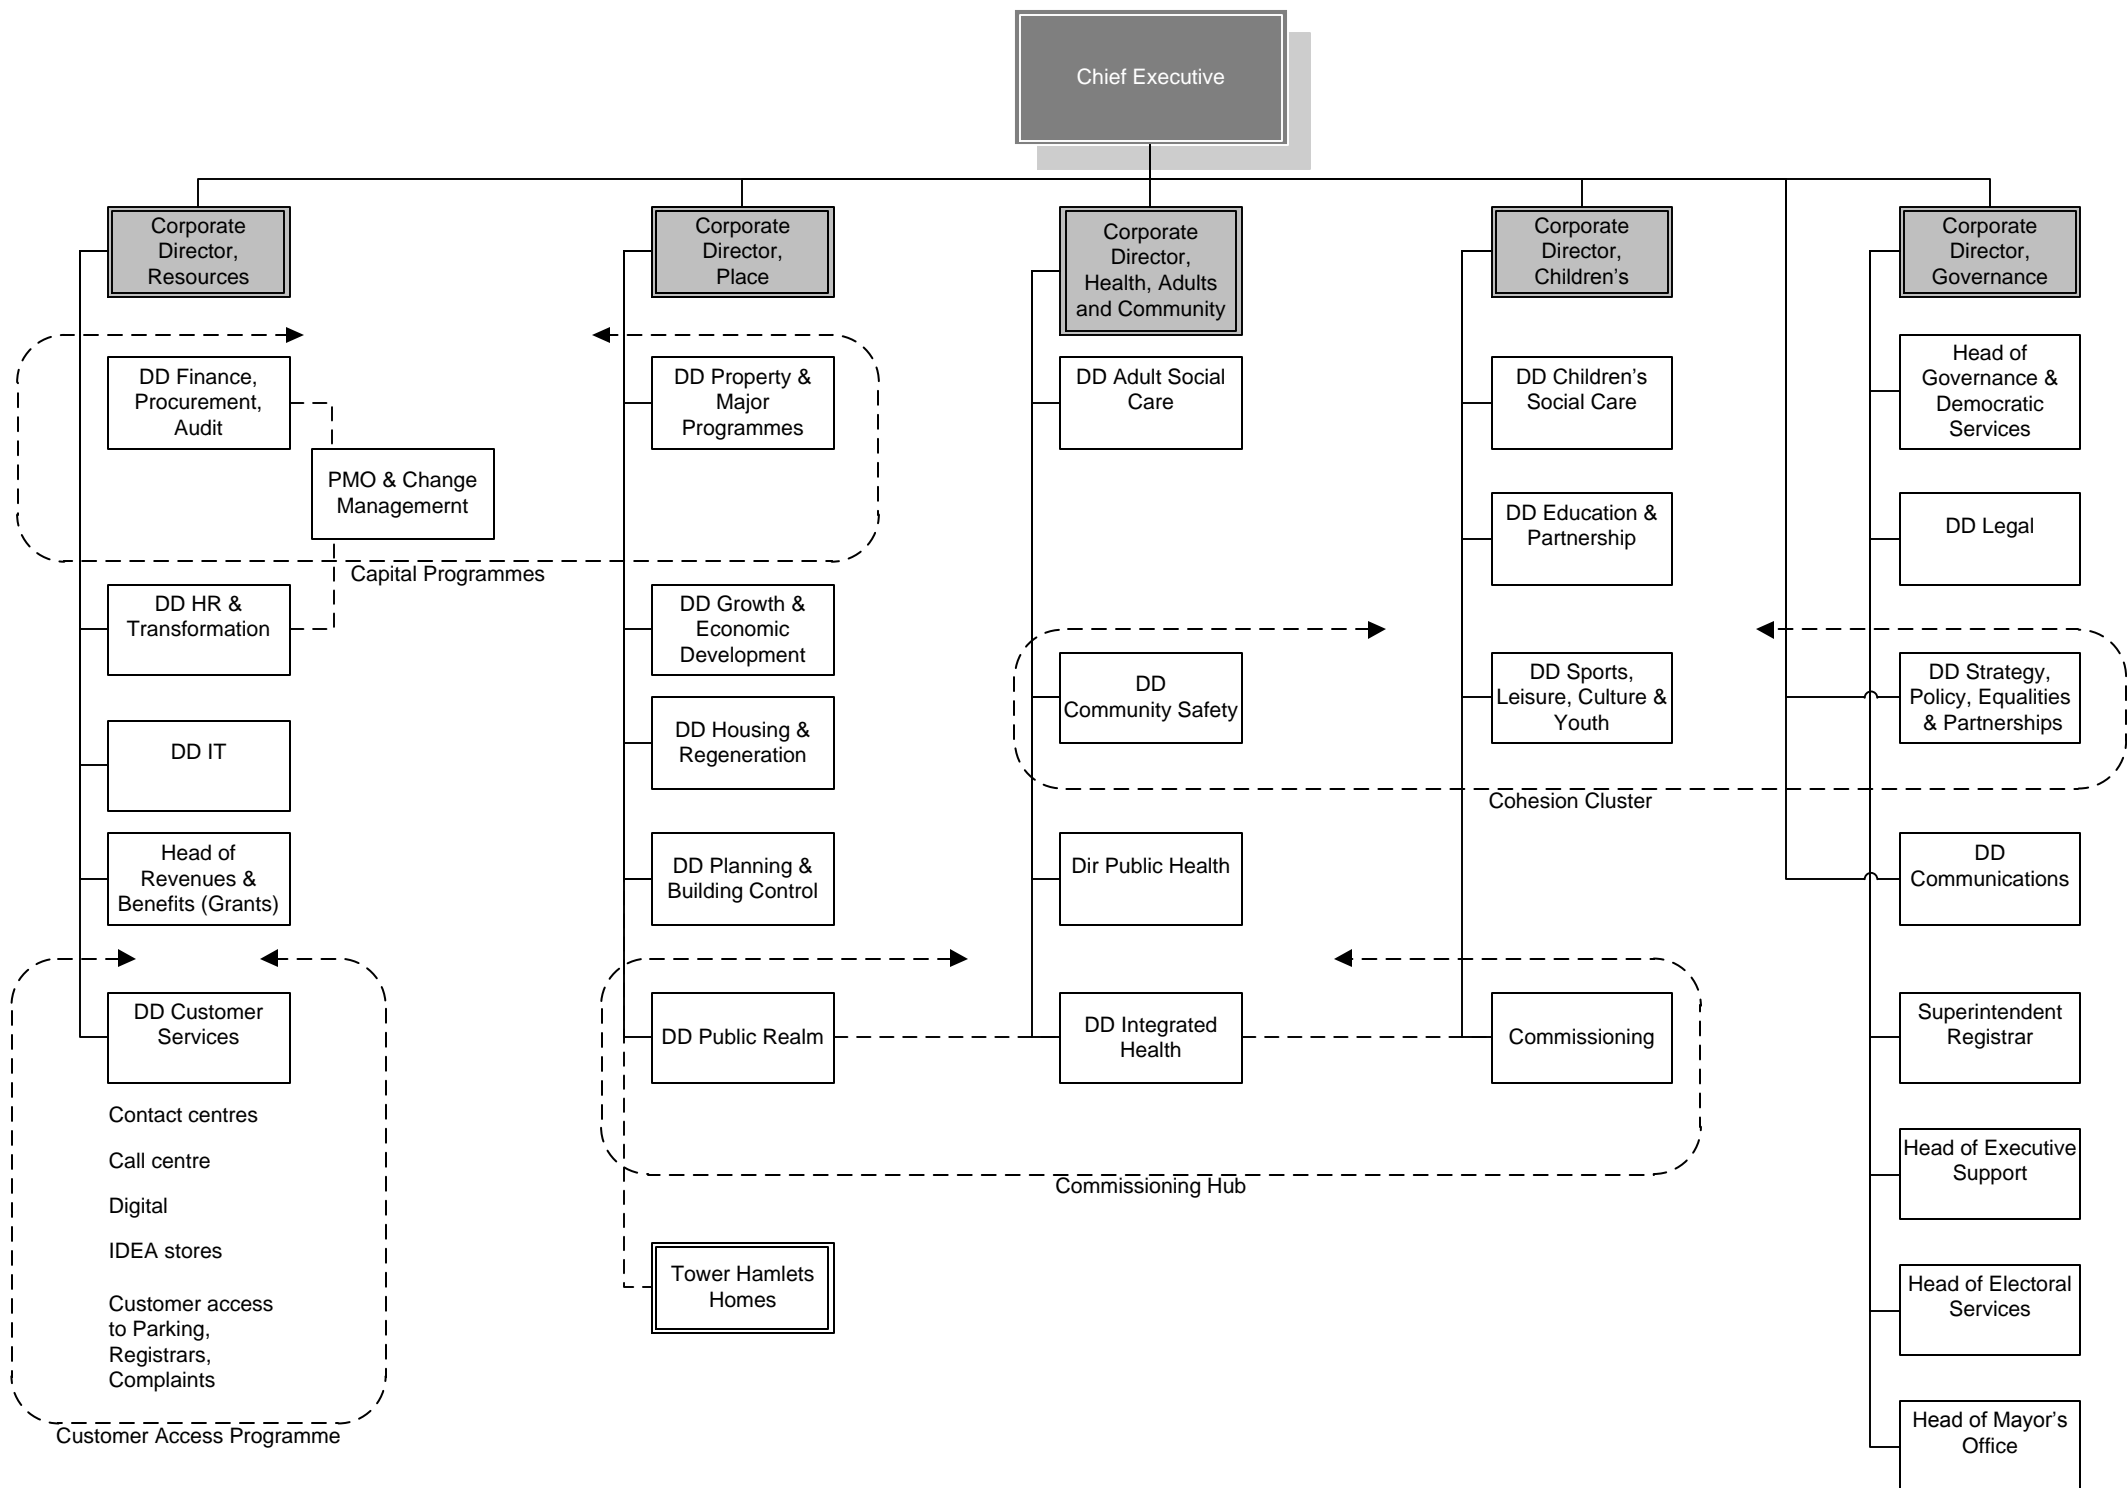 Chief Executive
Corporate
Director,
Resources
Corporate
Director,
Place
Corporate
Director,
Health, Adults
and Community
Corporate
Director,
Children’s
Corporate
Director,
Governance
DD Finance,
Procurement,
Audit
PMO & Change
Managemernt
DD Property &
Major
Programmes
DD Adult Social
Care
DD Children’s
Social Care
Head of
Governance &
Democratic
Services
DD Education &
Partnership
DD Legal
Capital Programmes
DD HR &
Transformation
DD Growth &
Economic
Development
DD
Community Safety
DD Sports,
Leisure, Culture &
Youth
DD Strategy,
Policy, Equalities
& Partnerships
DD IT
DD Housing &
Regeneration
Cohesion Cluster
Head of
Revenues &
Benefits (Grants)
DD Planning &
Building Control
Dir Public Health
DD
Communications
DD Customer
Services
DD Public Realm
DD Integrated
Health
Commissioning
Superintendent
Registrar
Contact centres
Call centre
Digital
IDEA stores
Customer access
to Parking,
Registrars,
Complaints
Customer Access Programme
Commissioning Hub
Head of Executive
Support
Tower Hamlets
Homes
Head of Electoral
Services
Head of Mayor’s
Office